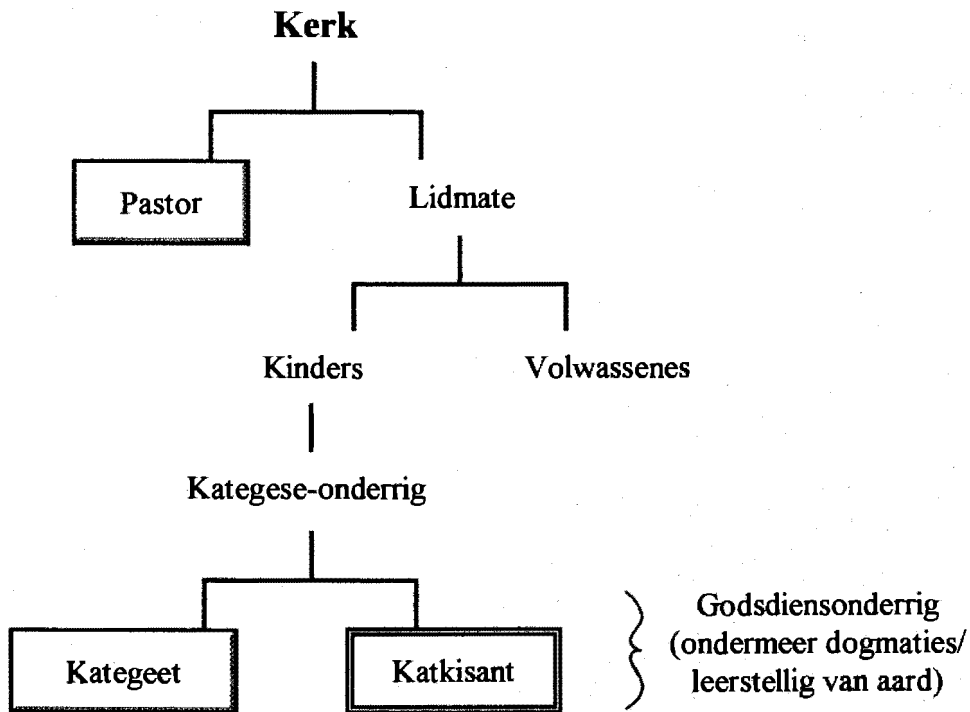 Kerk
Pastor
Lidmate
Kinders
Volwassenes
Kategese-onderrig
Kategeet
Katkisant
Godsdiensonderrig
(ondermeer dogmaties/
leerstellig van aard)